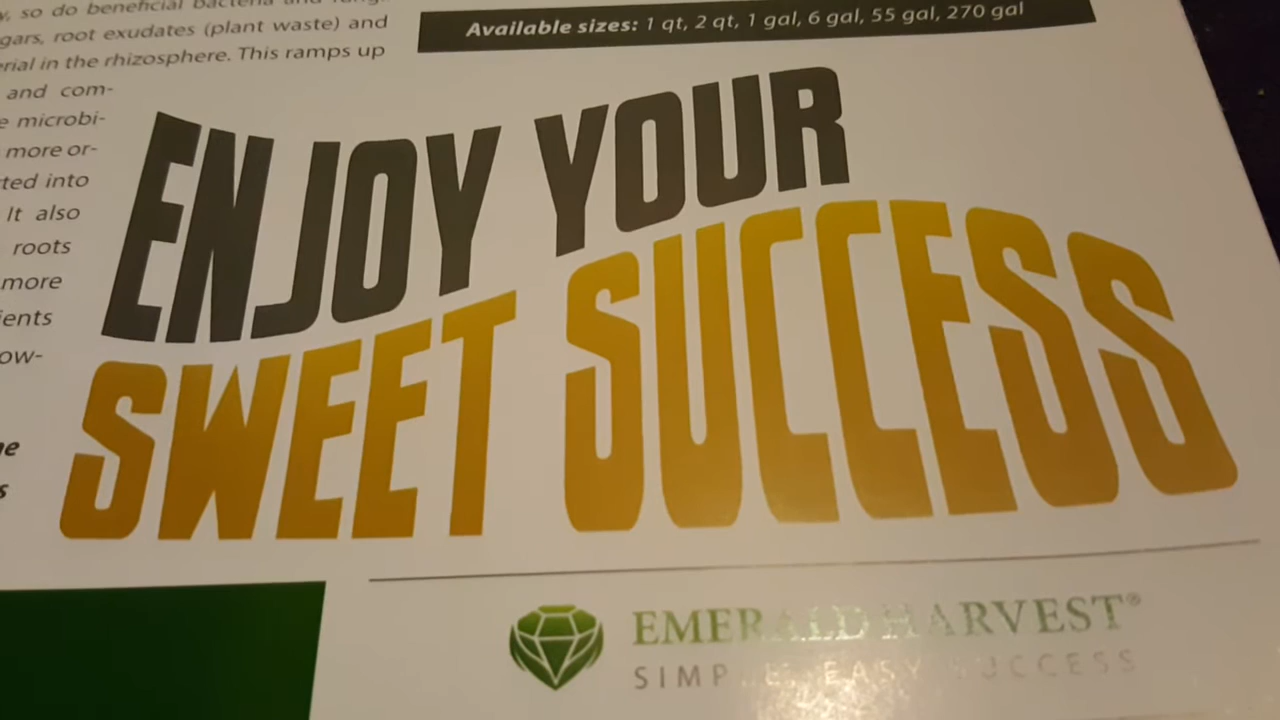 so do beneficial bacteria and
gars, root exudates (plant waste) and
rial in the rhizosphere. This ramps up
and com-
e microbi-
more or-
ted into
It also
roots
more
ients
ow-
e
s
Available sizes: 1 qt, 2 qt, 1 gal, 6 gal, 55 gal, 270 gal
ENJOY YOUR
SWEET SUCCESS
EMERALD HARVEST®
SIMPLE. EASY. SUCCESS